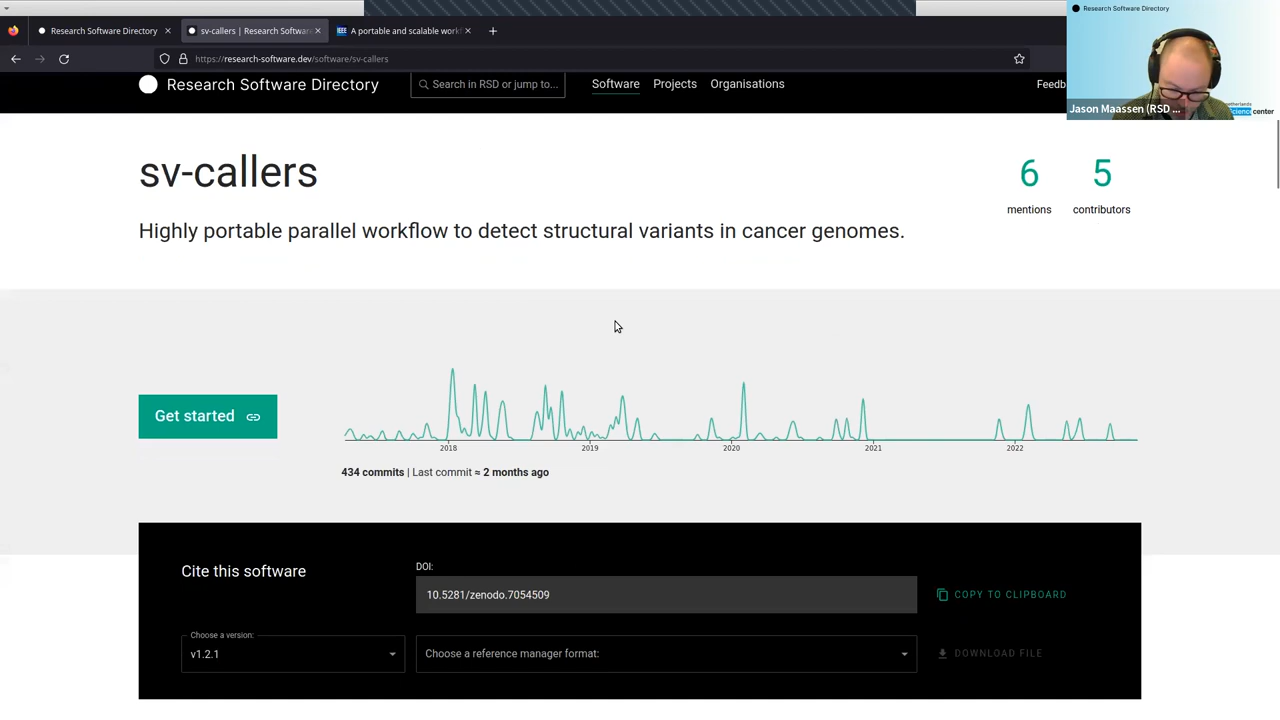 Research Software Directory
Research Software Directory
sv-callers | Research Softwar
IEEE A portable and scalable work
https://research-software.dev/software/sv-callers
Research Software Directory
Search in RSD or jump to...
Software
Projects
Organisations
Feedb
Jason Maassen (RSD ...
center
sv-callers
6
5
mentions
contributors
Highly portable parallel workflow to detect structural variants in cancer genomes.
Get started
2018
2019
2020
2021
2022
434 commits | Last commit ≈ 2 months ago
Cite this software
DOI:
10.5281/zenodo.7054509
COPY TO CLIPBOARD
Choose a version:
v1.2.1
Choose a reference manager format:
DOWNLOAD FILE